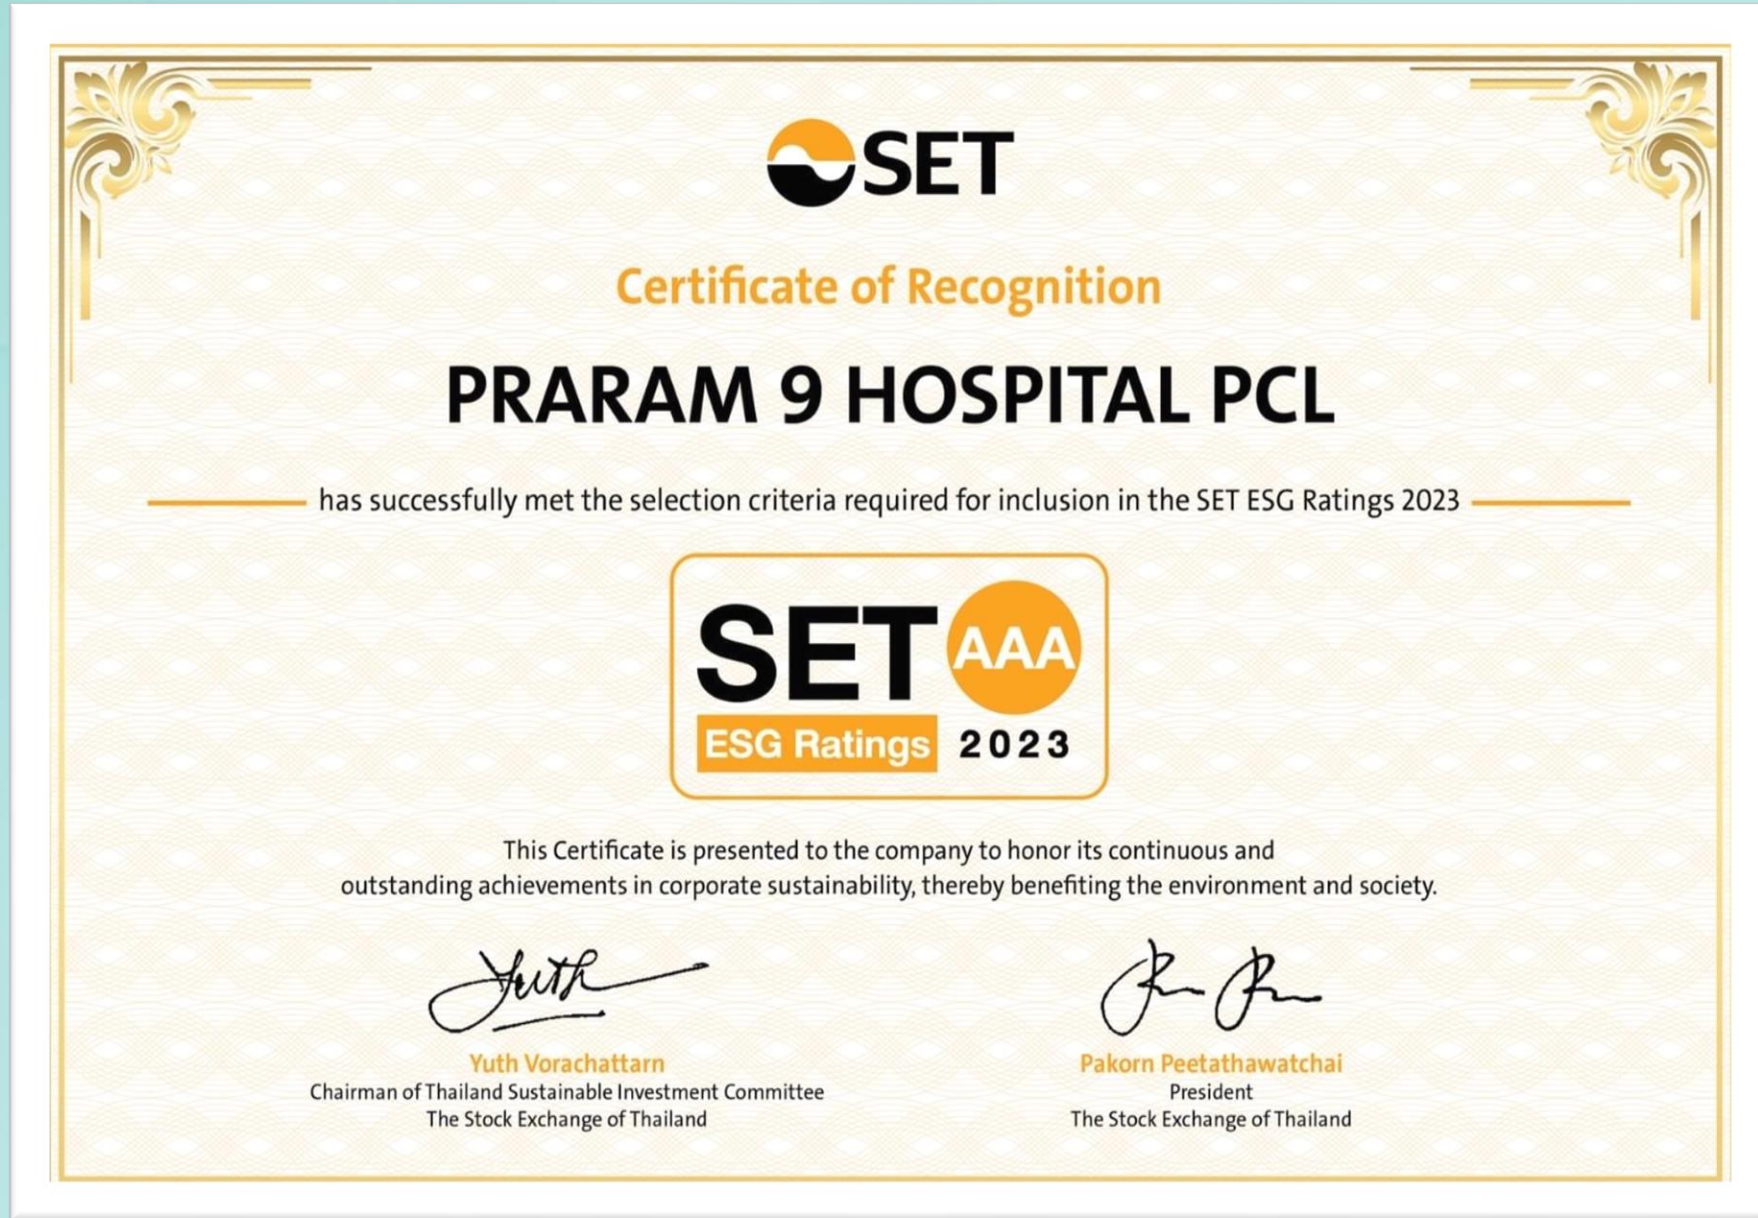 SET
Certificate of Recognition
PRARAM 9 HOSPITAL PCL
has successfully met the selection criteria required for inclusion in the SET ESG Ratings 2023
SET AAA
ESG Ratings 2023
This Certificate is presented to the company to honor its continuous and
outstanding achievements in corporate sustainability, thereby benefiting the environment and society.
Yuth
Yuth Vorachattarn
Chairman of Thailand Sustainable Investment Committee
The Stock Exchange of Thailand
Pakorn Peetathawatchai
President
The Stock Exchange of Thailand